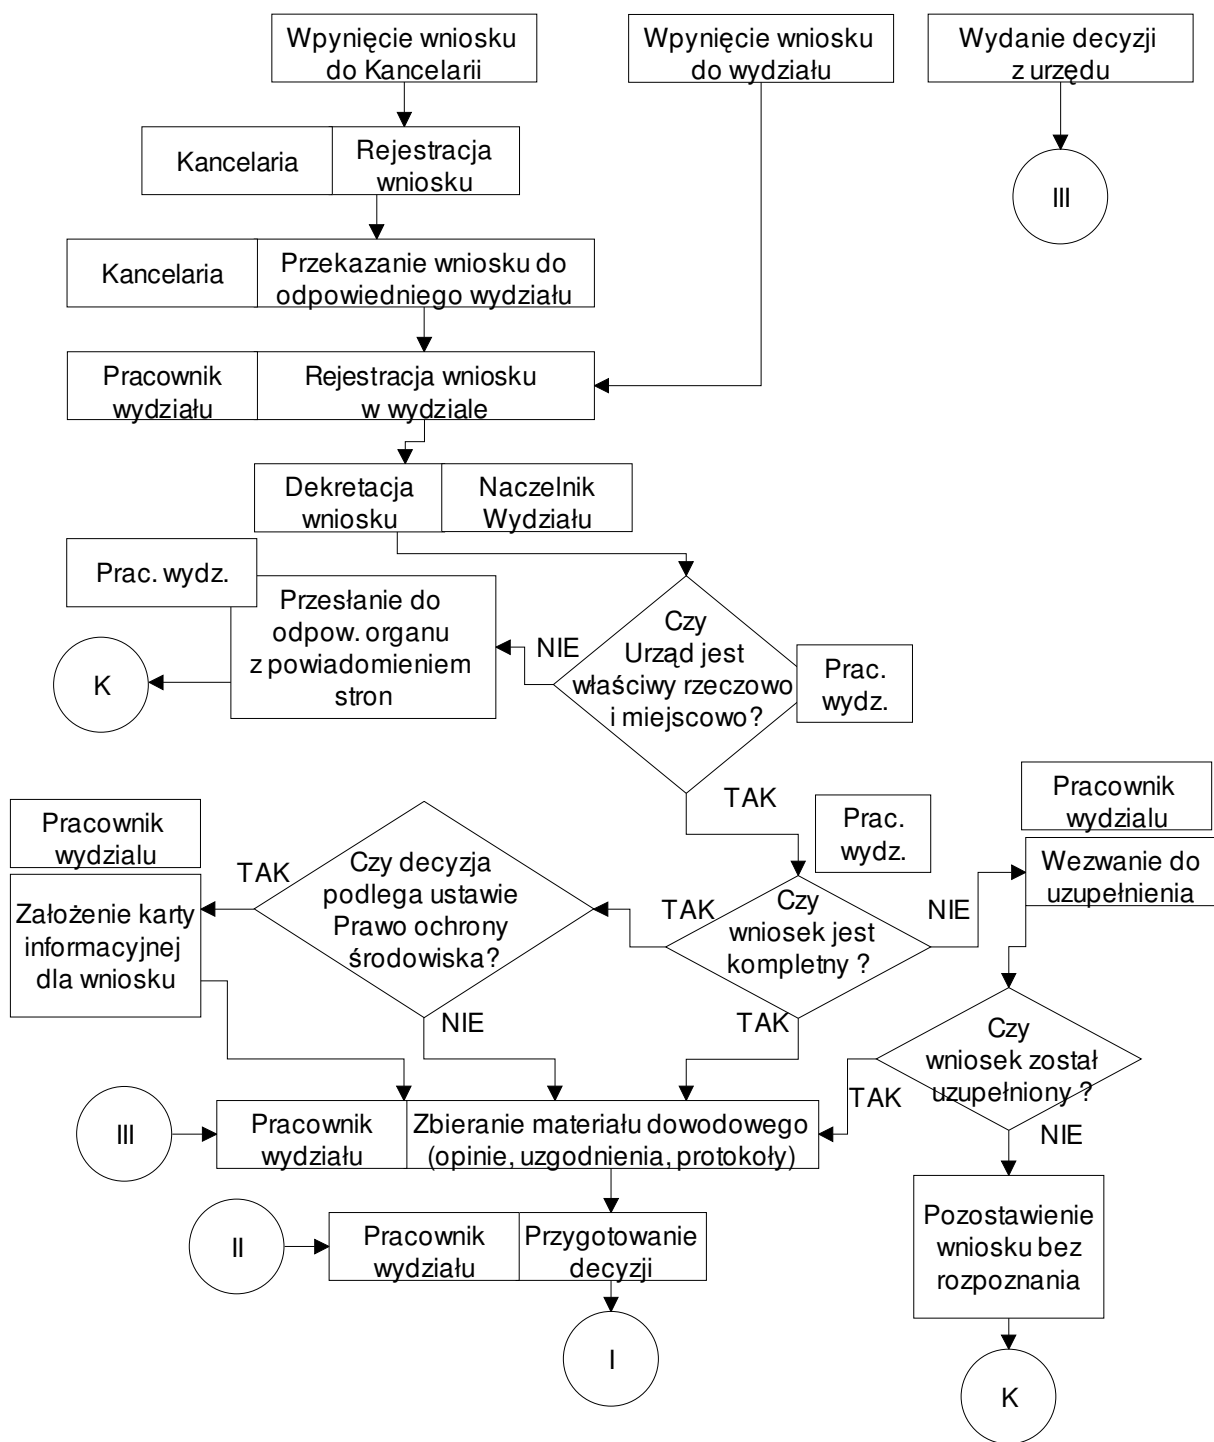 Wpynięcie wniosku
do Kancelarii
Wpynięcie wniosku
do wydziału
Wydanie decyzji
z urzędu
Kancelaria
Rejestracja
wniosku
III
Kancelaria
Przekazanie wniosku do
odpowiedniego wydziału
Pracownik
wydziału
Rejestracja wniosku
w wydziale
Dekretacja
wniosku
Naczelnik
Wydziału
Prac. wydz.
Przesłanie do
odpow. organu
z powiadomieniem
stron
K
NIE
Czy
Urząd jest
właściwy rzeczowo
i miejscowo?
Prac.
wydz.
TAK
Pracownik
wydzialu
Prac.
wydz.
Pracownik
wydzialu
TAK
Czy decyzja
podlega ustawie
Prawo ochrony
środowiska?
TAK
Czy
wniosek jest
kompletny ?
NIE
Wezwanie do
uzupełnienia
Założenie karty
informacyjnej
dla wniosku
NIE
TAK
Czy
wniosek został
uzupełniony ?
TAK
NIE
III
Pracownik
wydziału
Zbieranie materiału dowodowego
(opinie, uzgodnienia, protokoły)
II
Pracownik
wydziału
Przygotowanie
decyzji
Pozostawienie
wniosku bez
rozpoznania
I
K